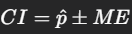 CI = p̂ ± ME